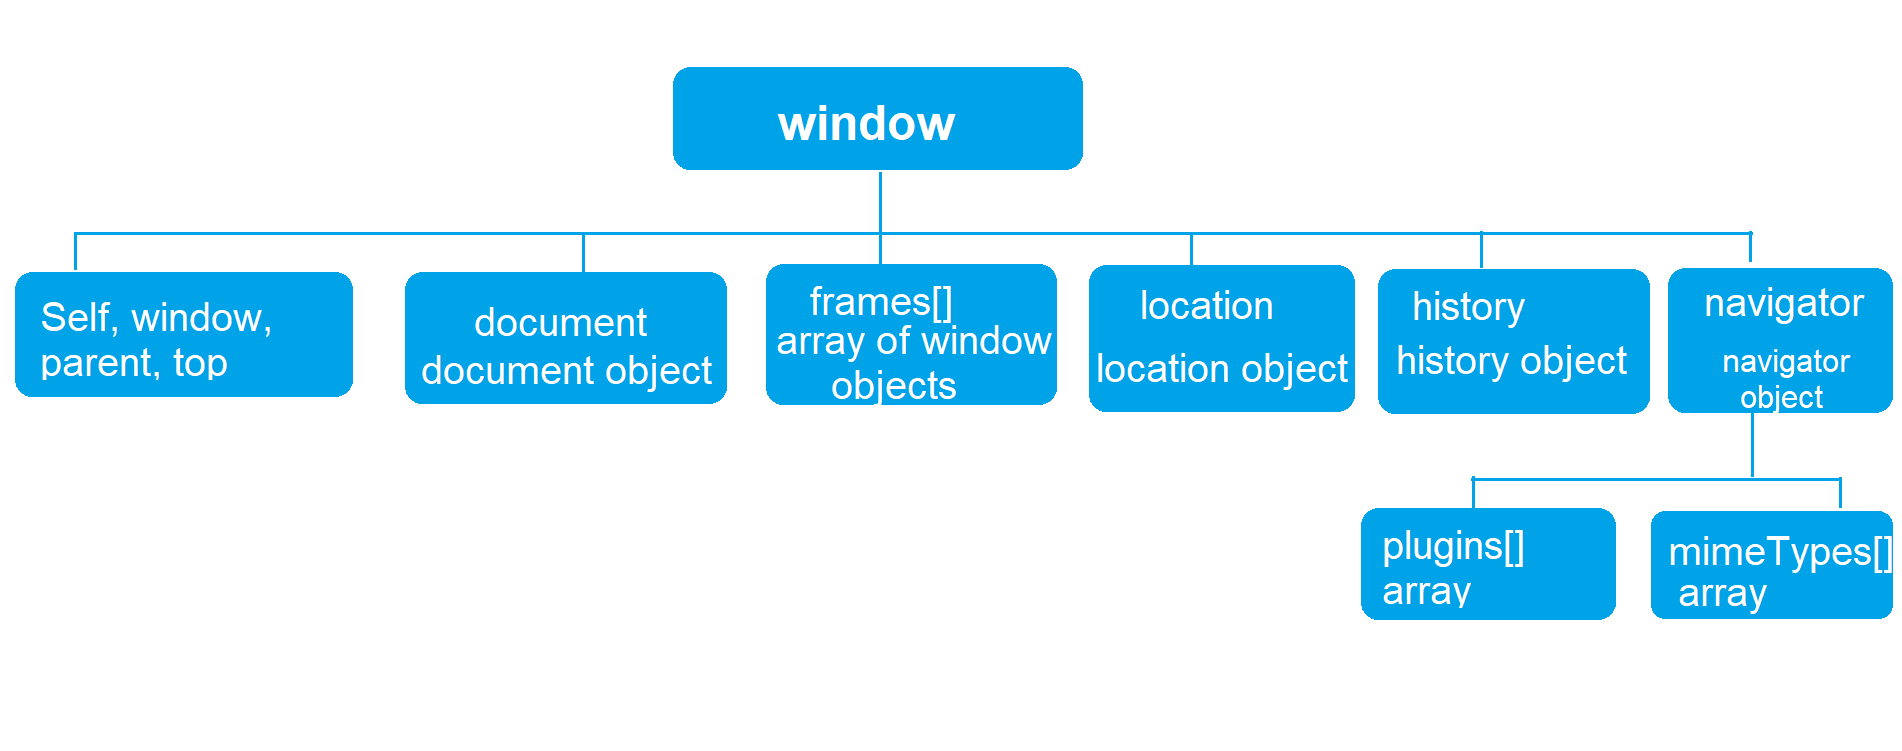 window
Self, window,
parent, top
document
document object
frames[]
array of window
objects
location
location object
history
history object
navigator
navigator
object
plugins[]
array
mimeTypes[]
array